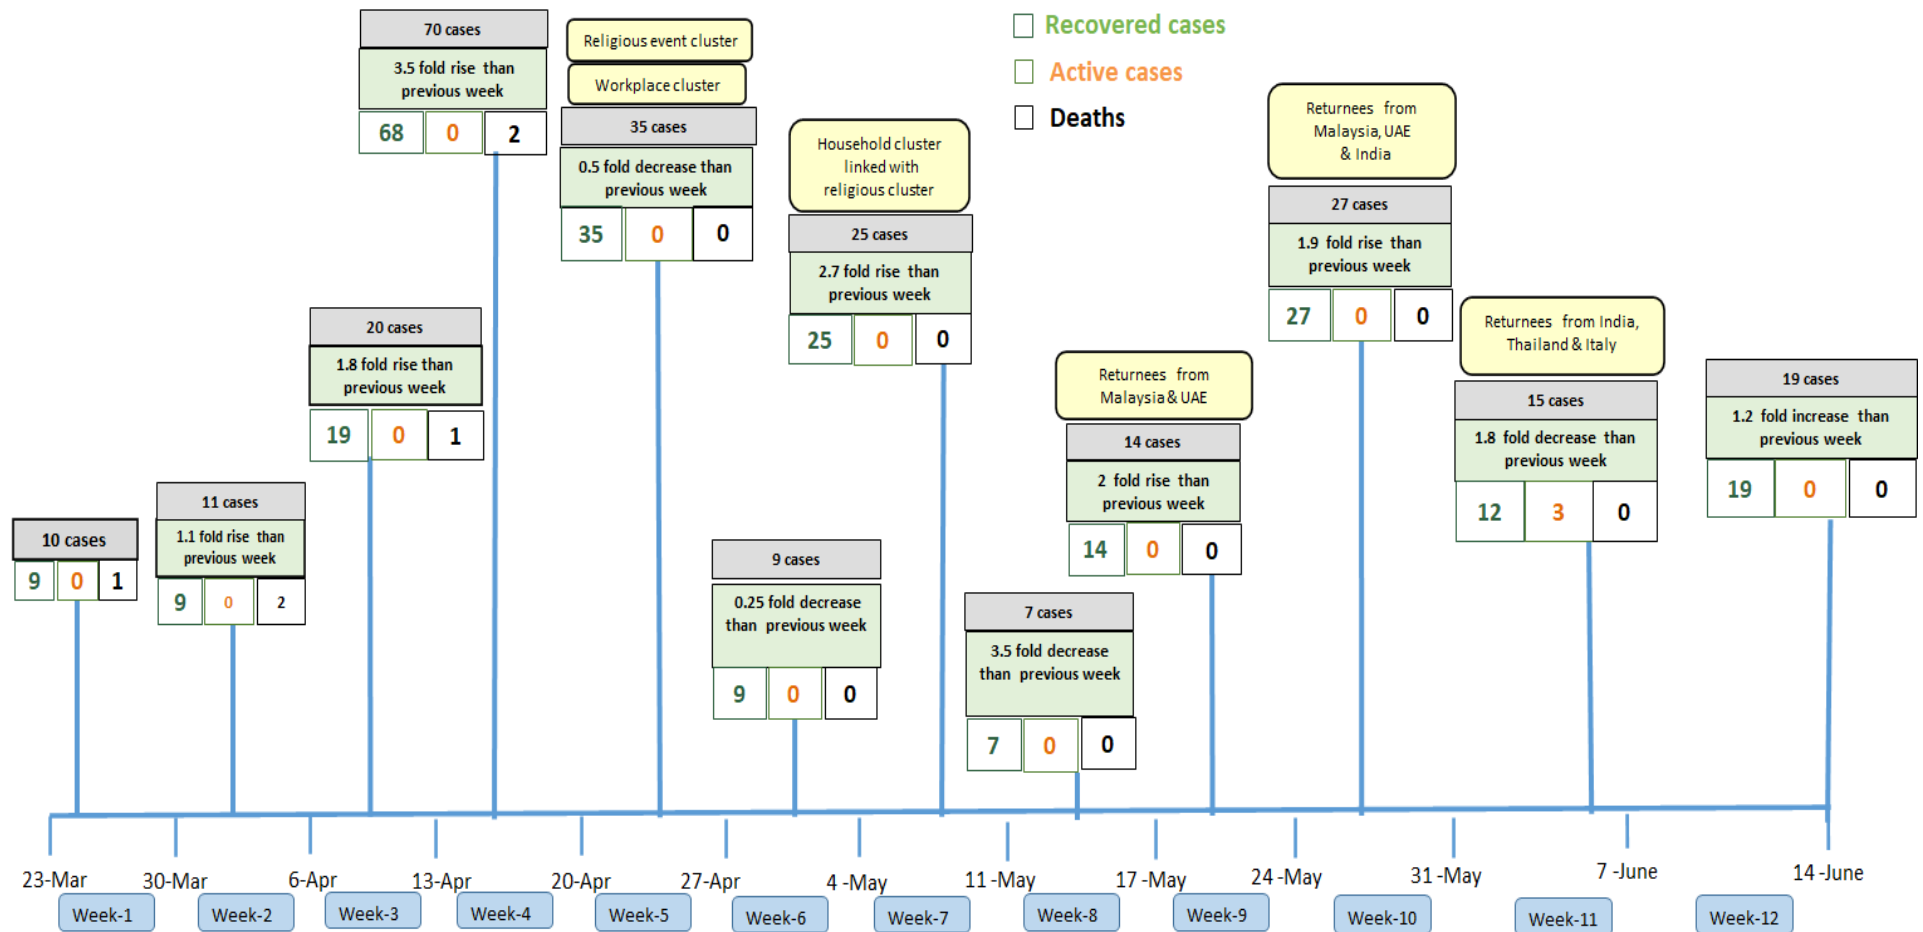 Recovered cases
Active cases
Deaths
10 cases
9 0 1
11 cases
1.1 fold rise than
previous week
9 0 2
20 cases
1.8 fold rise than
previous week
19 0 1
70 cases
3.5 fold rise than
previous week
68 0 2
Religious event cluster
Workplace cluster
35 cases
0.5 fold decrease than
previous week
35 0 0
9 cases
0.25 fold decrease
than previous week
9 0 0
Household cluster
linked with
religious cluster
25 cases
2.7 fold rise than
previous week
25 0 0
7 cases
3.5 fold decrease
than previous week
7 0 0
Returnees from
Malaysia & UAE
14 cases
2 fold rise than
previous week
14 0 0
Returnees from
Malaysia, UAE
& India
27 cases
1.9 fold rise than
previous week
27 0 0
Returnees from India,
Thailand & Italy
15 cases
1.8 fold decrease than
previous week
12 3 0
19 cases
1.2 fold increase than
previous week
19 0 0
23-Mar 30-Mar 6-Apr 13-Apr 20-Apr 27-Apr 4 -May 11 -May 17 -May 24 -May 31 -May 7 -June 14 -June
Week-1 Week-2 Week-3 Week-4 Week-5 Week-6 Week-7 Week-8 Week-9 Week-10 Week-11 Week-12